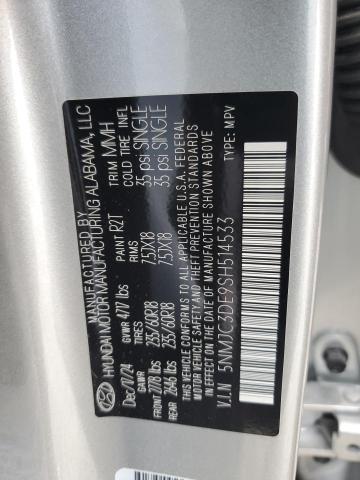 MANUFACTURED BY
HYUNDAI MOTOR MANUFACTURING ALABAMA, LLC
Dec/17/24 PAINT R2T TRIM MMH
GVWR 4717 lbs
GAWR TIRES RIMS COLD TIRE INFL
FRONT 2778 lbs 235/60R18 7.5JX18 35 psi SINGLE
REAR 2646 lbs 235/60R18 7.5JX18 35 psi SINGLE
THIS VEHICLE CONFORMS TO ALL APPLICABLE U.S.A. FEDERAL
MOTOR VEHICLE SAFETY, BUMPER, AND THEFT PREVENTION
STANDARDS IN EFFECT ON THE DATE OF MANUFACTURE SHOWN ABOVE
V.I.N 5NMJC3DE9SH514533 TYPE: MPV